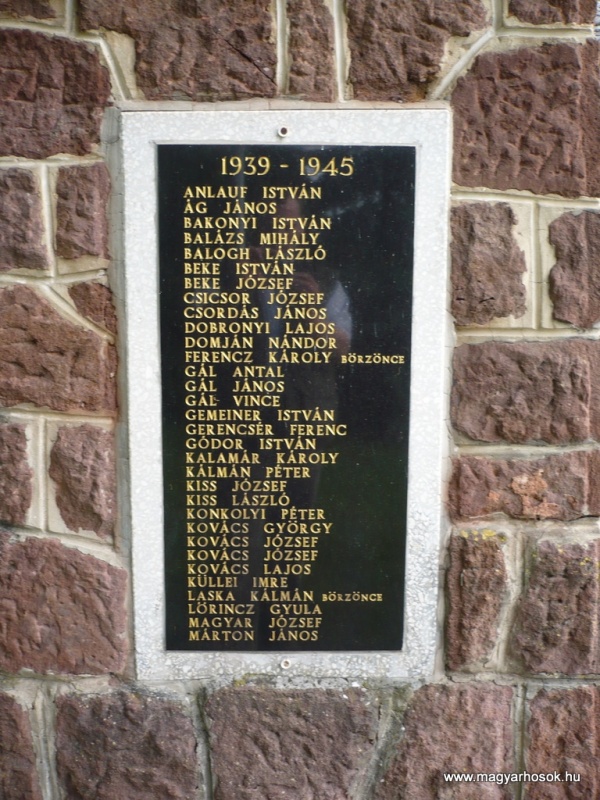 1939 - 1945
ANLAUF ISTVÁN
ÁG JÁNOS
BAKONYI ISTVÁN
BALÁZS MIHÁLY
BALOGH LÁSZLÓ
BEKE ISTVÁN
BEKE JÓZSEF
CSICSOR JÓZSEF
CSORDÁS JÁNOS
DOBRONYI LAJOS
DOMJÁN NÁNDOR
FERENCZ KÁROLY BÖRZÖNCE
GÁL ANTAL
GÁL JÁNOS
GÁL VINCE
GEMEINER ISTVÁN
GERENCSÉR FERENC
GÓDOR ISTVÁN
KALAMÁR KÁROLY
KÁLMÁN PÉTER
KISS JÓZSEF
KISS LÁSZLÓ
KONKOLYI PÉTER
KOVÁCS GYÖRGY
KOVÁCS JÓZSEF
KOVÁCS JÓZSEF
KOVÁCS LAJOS
KÜLLEI IMRE
LASKA KÁLMÁN BÖRZÖNCE
LŐRINCZ GYULA
MAGYAR JÓZSEF
MÁRTON JÁNOS
www.magyarhosok.hu